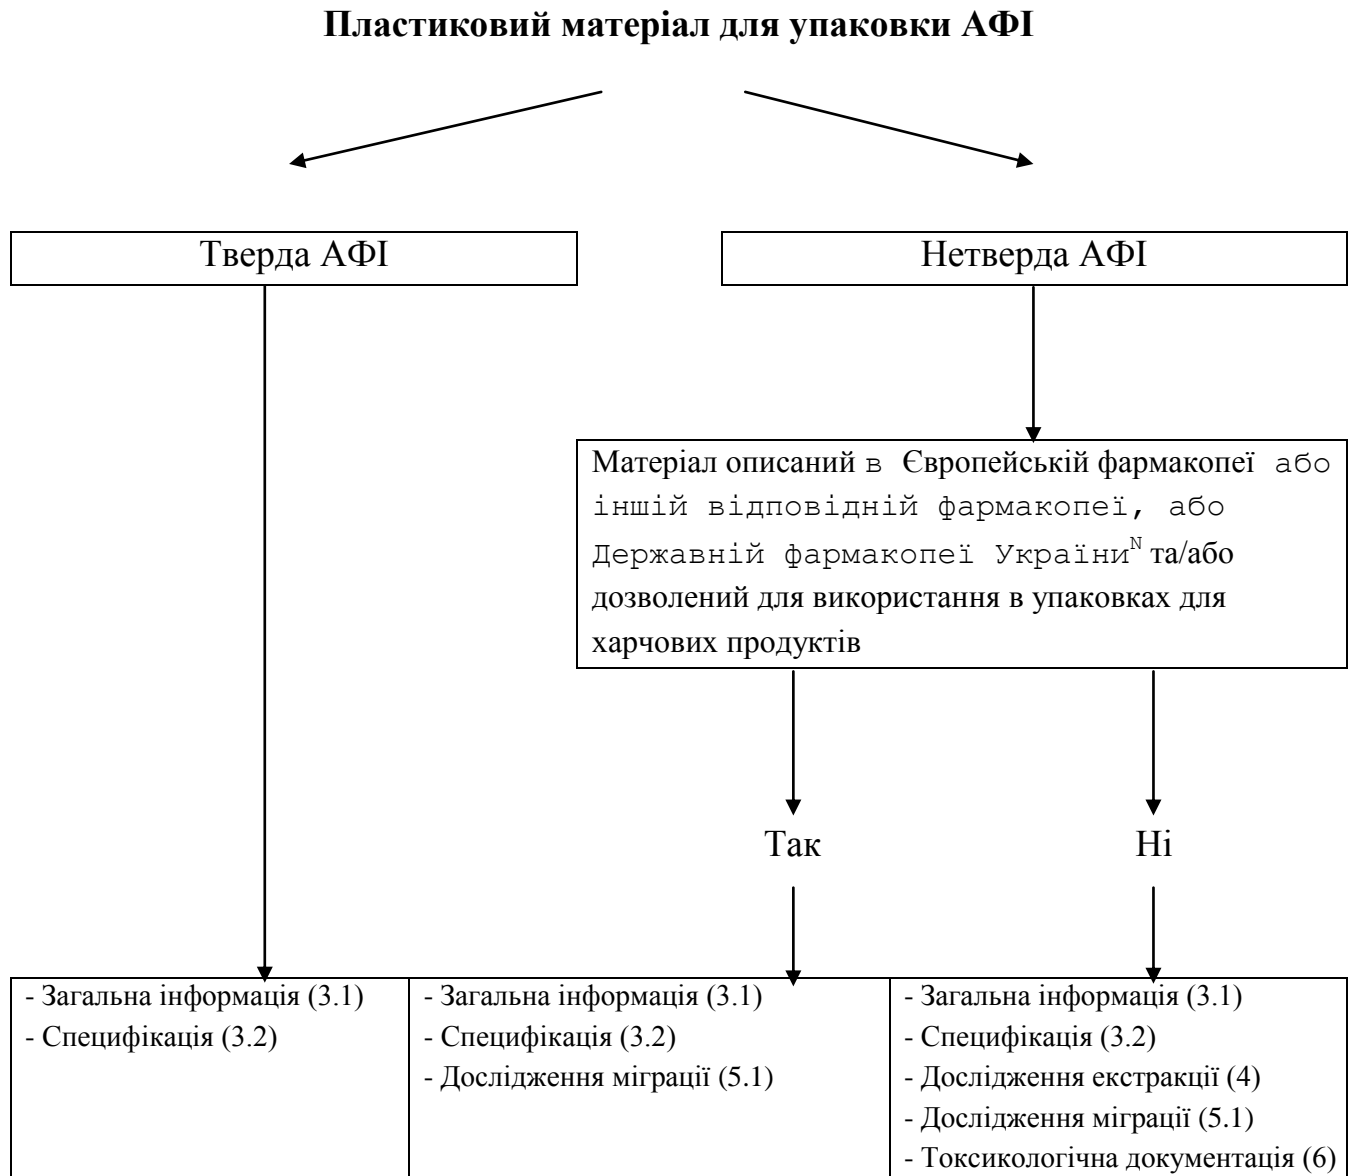 Пластиковий матеріал для упаковки АФІ
Тверда АФІ
Нетверда АФІ
Матеріал описаний в Європейській фармакопеї або
іншій відповідній фармакопеї, або
Державній фармакопеї України^N та/або
дозволений для використання в упаковках для
харчових продуктів
Так
Ні
- Загальна інформація (3.1)
- Специфікація (3.2)
- Загальна інформація (3.1)
- Специфікація (3.2)
- Дослідження міграції (5.1)
- Загальна інформація (3.1)
- Специфікація (3.2)
- Дослідження екстракції (4)
- Дослідження міграції (5.1)
- Токсикологічна документація (6)